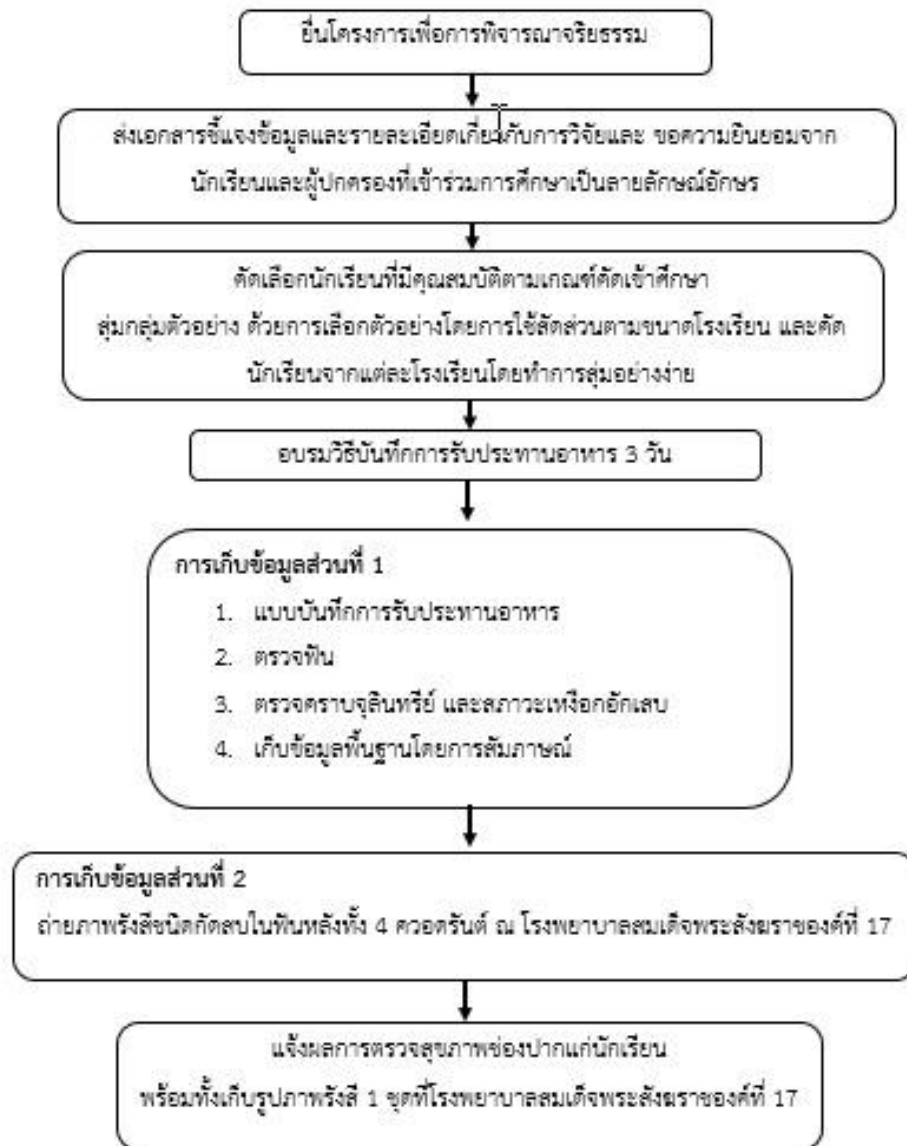 ยื่นโครงการเพื่อการพิจารณาจริยธรรม
ส่งเอกสารชี้แจงข้อมูลและรายละเอียดเกี่ยวกับการวิจัยและ ขอความยินยอมจาก
นักเรียนและผู้ปกครองที่เข้าร่วมการศึกษาเป็นลายลักษณ์อักษร
คัดเลือกนักเรียนที่มีคุณสมบัติตามเกณฑ์คัดเข้าศึกษา
สุ่มกลุ่มตัวอย่าง ด้วยการเลือกตัวอย่างโดยการใช้สัดส่วนตามขนาดโรงเรียน และคัด
นักเรียนจากแต่ละโรงเรียนโดยทำการสุ่มอย่างง่าย
อบรมวิธีบันทึกการรับประทานอาหาร 3 วัน
การเก็บข้อมูลส่วนที่ 1
1. แบบบันทึกการรับประทานอาหาร
2. ตรวจฟัน
3. ตรวจคราบจุลินทรีย์ และสภาวะเหงือกอักเสบ
4. เก็บข้อมูลพื้นฐานโดยการสัมภาษณ์
การเก็บข้อมูลส่วนที่ 2
ถ่ายภาพรังสีชนิดกัดสบในฟันหลังทั้ง 4 ควอดรันต์ ณ โรงพยาบาลสมเด็จพระสังฆราชองค์ที่ 17
แจ้งผลการตรวจสุขภาพช่องปากแก่นักเรียน
พร้อมทั้งเก็บรูปภาพรังสี 1 ชุดที่โรงพยาบาลสมเด็จพระสังฆราชองค์ที่ 17